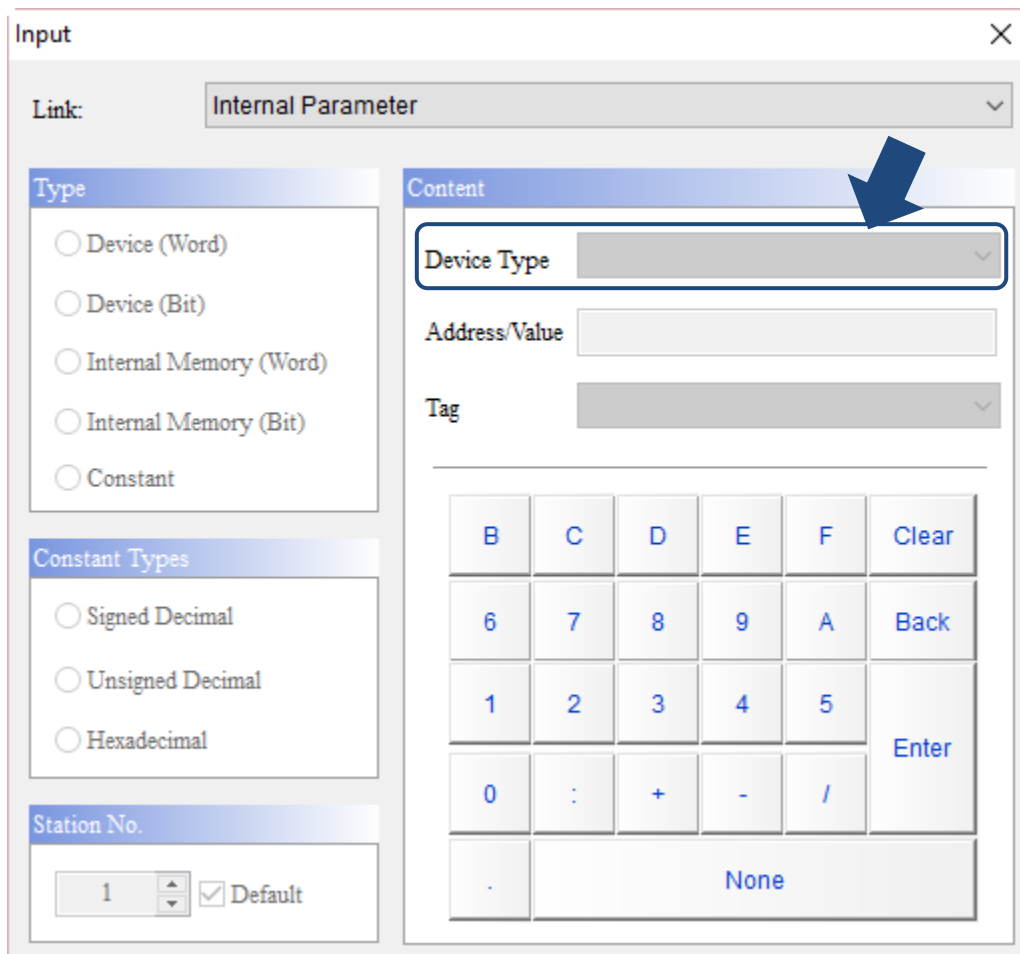 Input
Link:
Internal Parameter
Type
Device (Word)
Device (Bit)
Internal Memory (Word)
Internal Memory (Bit)
Constant
Constant Types
Signed Decimal
Unsigned Decimal
Hexadecimal
Station No.
1
Default
Content
Device Type
Address/Value
Tag
B C D E F Clear
6 7 8 9 A Back
1 2 3 4 5
Enter
0 : + - /
. None